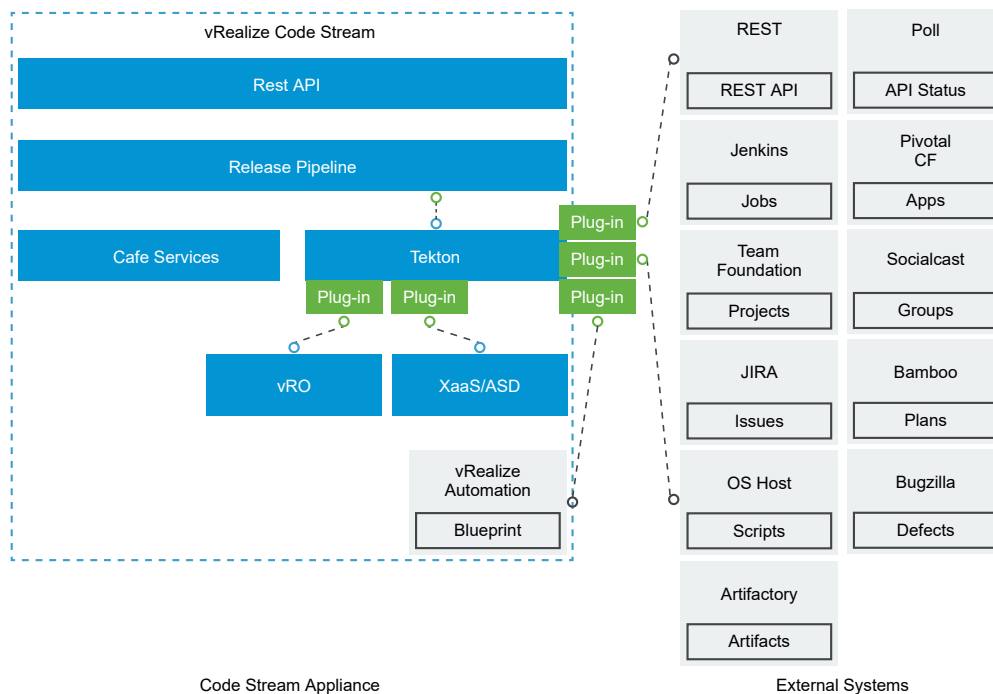 vRealize Code Stream
Rest API
Release Pipeline
Cafe Services
Tekton
Plug-in
Plug-in
Plug-in
Plug-in
Plug-in
vRO
XaaS/ASD
vRealize
Automation
Blueprint
Code Stream Appliance
REST
REST API
Poll
API Status
Jenkins
Jobs
Pivotal
CF
Apps
Team
Foundation
Projects
Socialcast
Groups
JIRA
Issues
Bamboo
Plans
OS Host
Scripts
Bugzilla
Defects
Artifactory
Artifacts
External Systems